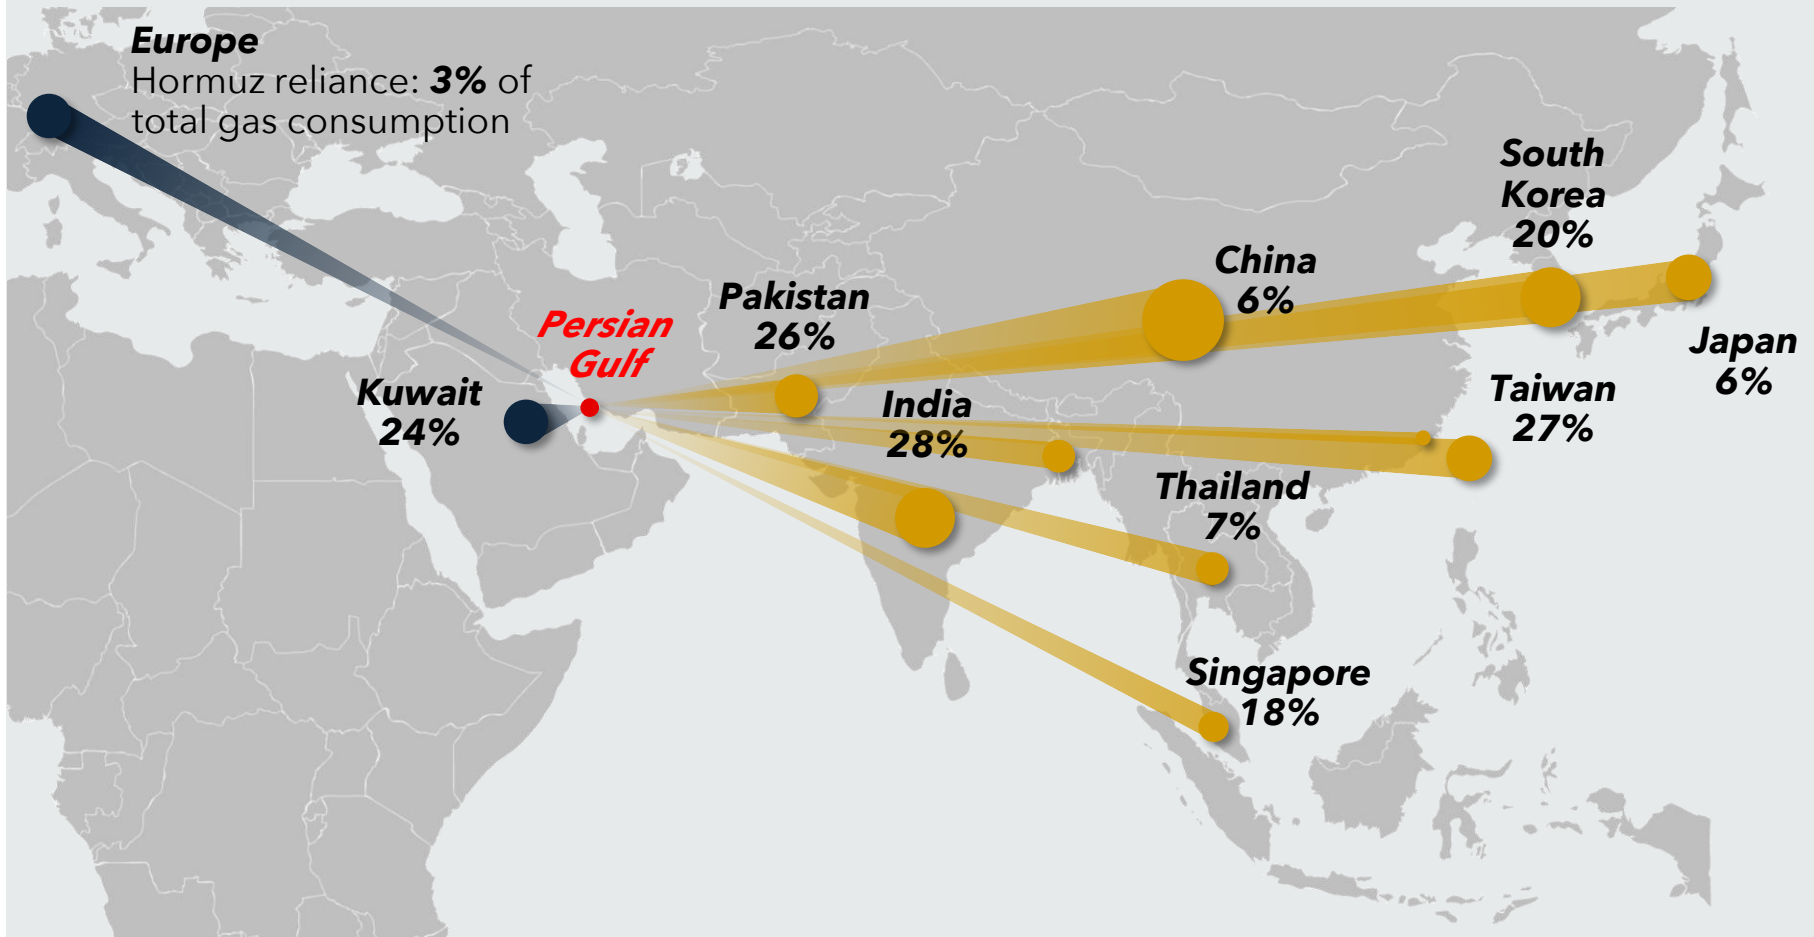 Europe
Hormuz reliance: 3% of
total gas consumption
South
Korea
20%
China
6%
Pakistan
26%
Persian
Gulf
Japan
6%
Kuwait
24%
India
28%
Taiwan
27%
Thailand
7%
Singapore
18%